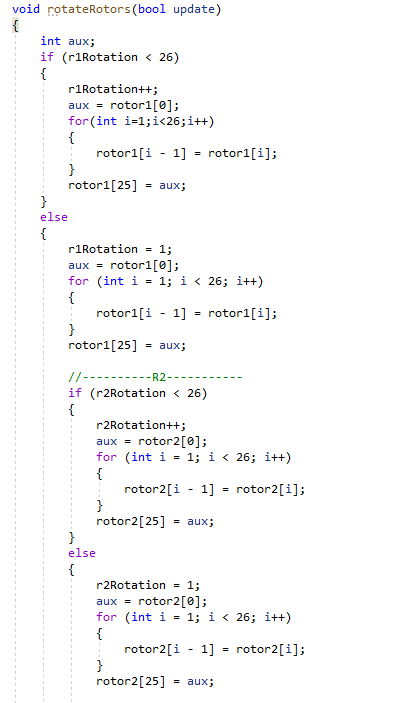 void rotateRotors(bool update)
{
    int aux;
    if (r1Rotation < 26)
    {
        r1Rotation++;
        aux = rotor1[0];
        for(int i=1;i<26;i++)
        {
            rotor1[i - 1] = rotor1[i];
        }
        rotor1[25] = aux;
    }
    else
    {
        r1Rotation = 1;
        aux = rotor1[0];
        for (int i = 1; i < 26; i++)
        {
            rotor1[i - 1] = rotor1[i];
        }
        rotor1[25] = aux;

        //----------R2-----------
        if (r2Rotation < 26)
        {
            r2Rotation++;
            aux = rotor2[0];
            for (int i = 1; i < 26; i++)
            {
                rotor2[i - 1] = rotor2[i];
            }
            rotor2[25] = aux;
        }
        else
        {
            r2Rotation = 1;
            aux = rotor2[0];
            for (int i = 1; i < 26; i++)
            {
                rotor2[i - 1] = rotor2[i];
            }
            rotor2[25] = aux;